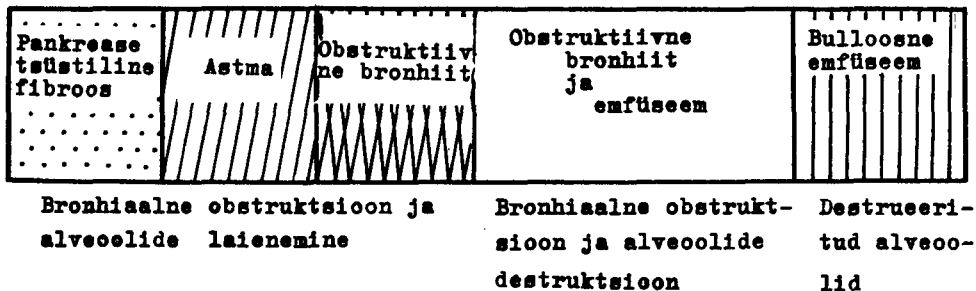 Pankrease
tsüstiline
fibroos
Astma
Obstruktiiv
ne bronhiit
Obstruktiivne
bronhiit
ja
emfüseem
Bulloosne
emfüseem
Bronhiaalne obstruktsioon ja
alveoolide laienemine
Bronhiaalne obstrukt-
sioon ja alveoolide
destruktsioon
Destrueeri-
tud alveoo-
lid